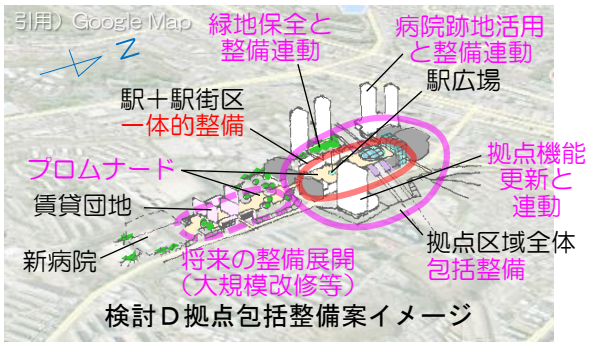 引用）Google Map
N
緑地保全と
整備連動
病院跡地活用
と整備連動
駅広場
駅＋駅街区
一体的整備
プロムナード
賃貸団地
新病院
拠点機能
更新と
連動
拠点区域全体
包括整備
将来の整備展開
（大規模改修等）
検討Ｄ拠点包括整備案イメージ